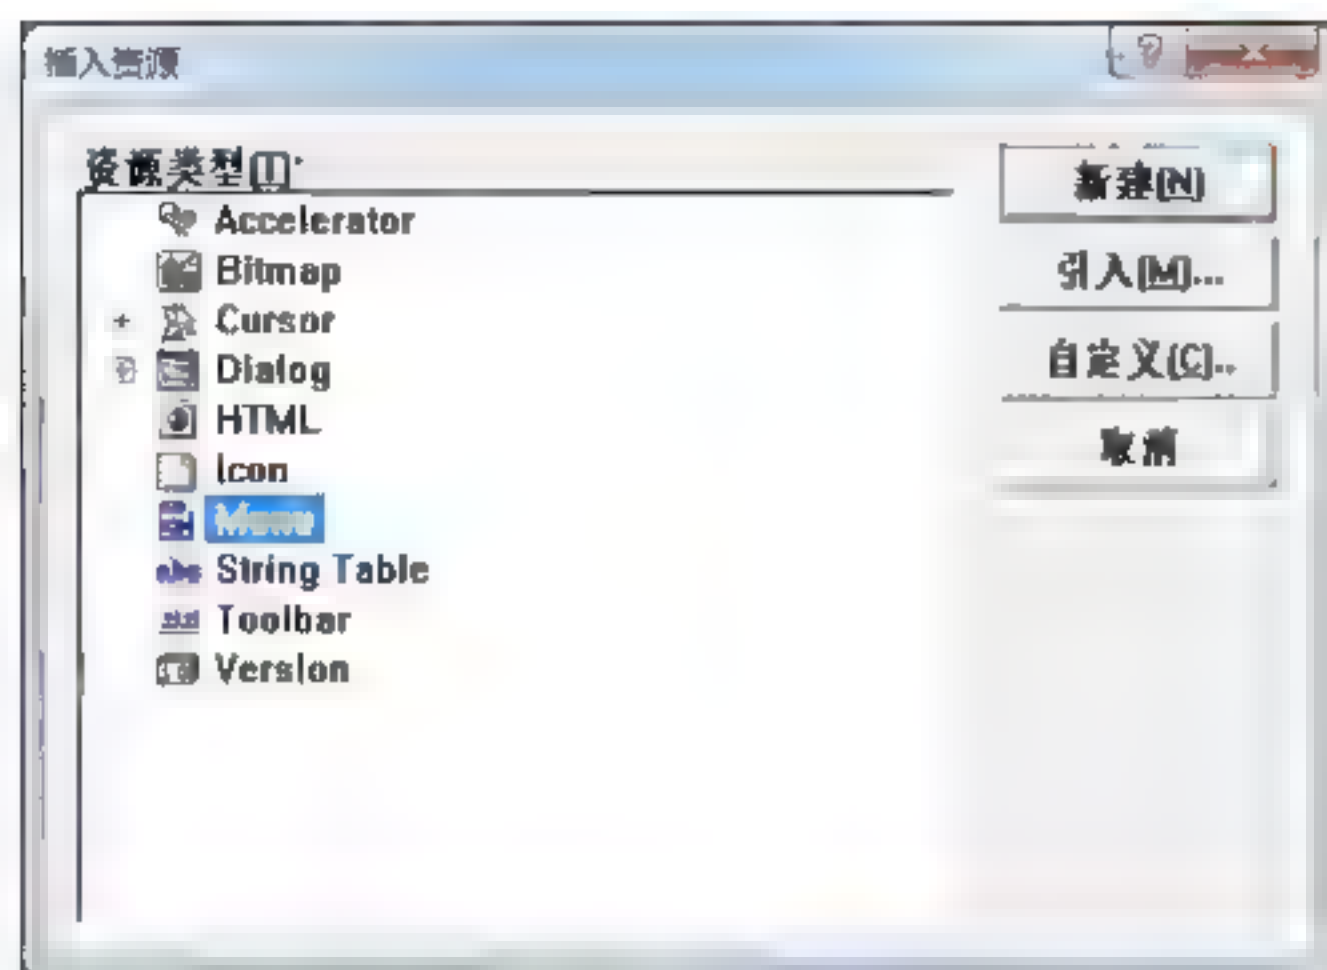 插入资源
资源类型(T):
Accelerator
Bitmap
Cursor
Dialog
HTML
Icon
Menu
String Table
Toolbar
Version
新建(N)
引入(M)...
自定义(C)..
取消